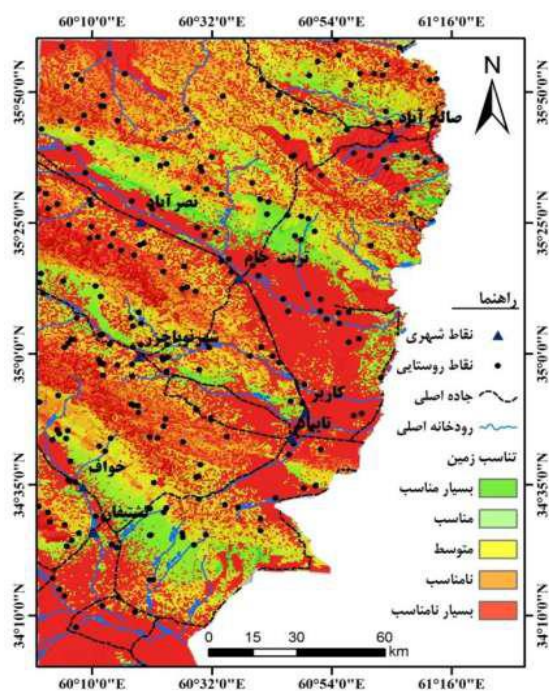 60°10'0"E 60°32'0"E 60°54'0"E 61°16'0"E
35°50'0"N
35°25'0"N
35°0'0"N
34°35'0"N
34°10'0"N
35°50'0"N
35°25'0"N
35°0'0"N
34°35'0"N
34°10'0"N
N
صالح آباد
نصرآباد
تربت جام
شهرنوباخرز
کاریز
تایباد
خواف
نشتیفان
راهنما
نقاط شهری
نقاط روستایی
جاده اصلی
رودخانه اصلی
تناسب زمین
بسیار مناسب
مناسب
متوسط
نامناسب
بسیار نامناسب
0 15 30 60
km
60°10'0"E 60°32'0"E 60°54'0"E 61°16'0"E